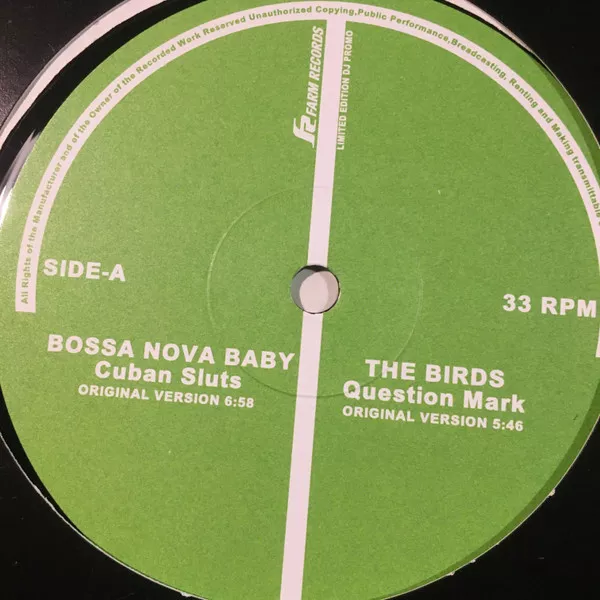 All Rights of the Manufacturer and of the Owner of the Recorded Work Reserved Unauthorized Copying,Public Performance,Breadcasting, Renting and Making transmittable
FR FARM RECORDS
LIMITED EDITION DJ PROMO
SIDE-A
33 RPM
BOSSA NOVA BABY
Cuban Sluts
ORIGINAL VERSION 6:58
THE BIRDS
Question Mark
ORIGINAL VERSION 5:46